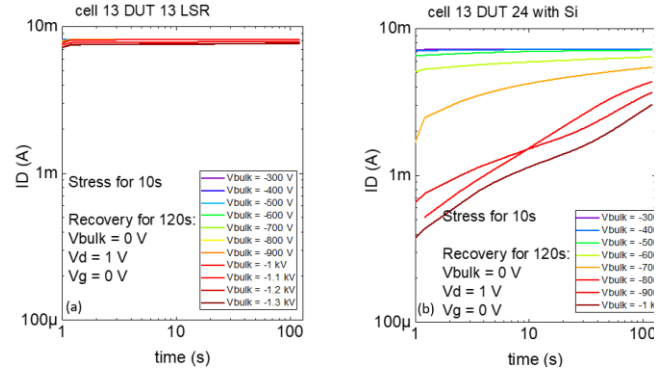 cell 13 DUT 13 LSR
10m
1m
100µ
ID (A)
Stress for 10s
Recovery for 120s:
Vbulk = 0 V
Vd = 1 V
Vg = 0 V
(a)
Vbulk = -300 V
Vbulk = -400 V
Vbulk = -500 V
Vbulk = -600 V
Vbulk = -700 V
Vbulk = -800 V
Vbulk = -900 V
Vbulk = -1 kV
Vbulk = -1.1 kV
Vbulk = -1.2 kV
Vbulk = -1.3 kV
1
10
100
time (s)
cell 13 DUT 24 with Si
10m
1m
100µ
ID (A)
Stress for 10s
Recovery for 120s:
Vbulk = 0 V
Vd = 1 V
Vg = 0 V
(b)
Vbulk = -300
Vbulk = -400
Vbulk = -500
Vbulk = -600
Vbulk = -700
Vbulk = -800
Vbulk = -900
Vbulk = -1 k
1
10
100
time (s)